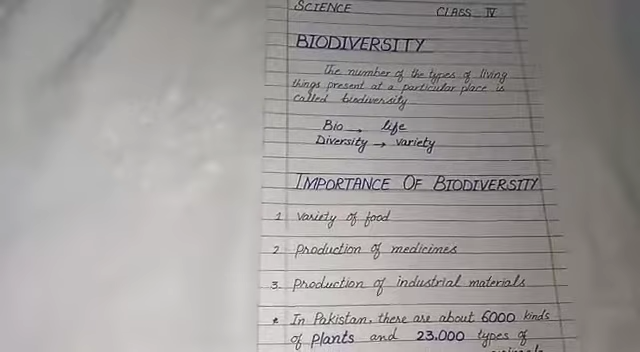 SCIENCE CLASS IV
BIODIVERSITY
The number of the types of living
things present at a particular place is
called biodiversity
Bio → life
Diversity → variety
IMPORTANCE OF BIODIVERSITY
1 Variety of food
2 Production of medicines
3 Production of industrial materials
* In Pakistan, there are about 6000 kinds
of plants and 23,000 types of